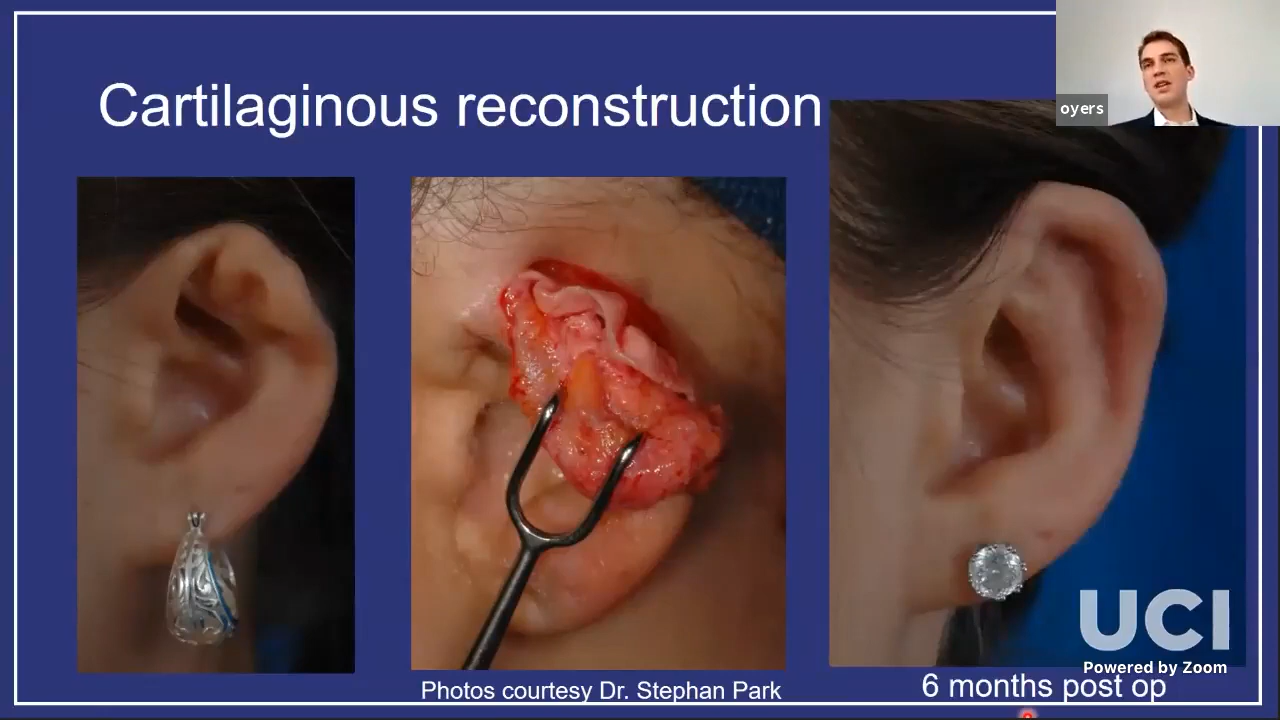 Cartilaginous reconstruction
oyers
UCI
Powered by Zoom
Photos courtesy Dr. Stephan Park
6 months post op